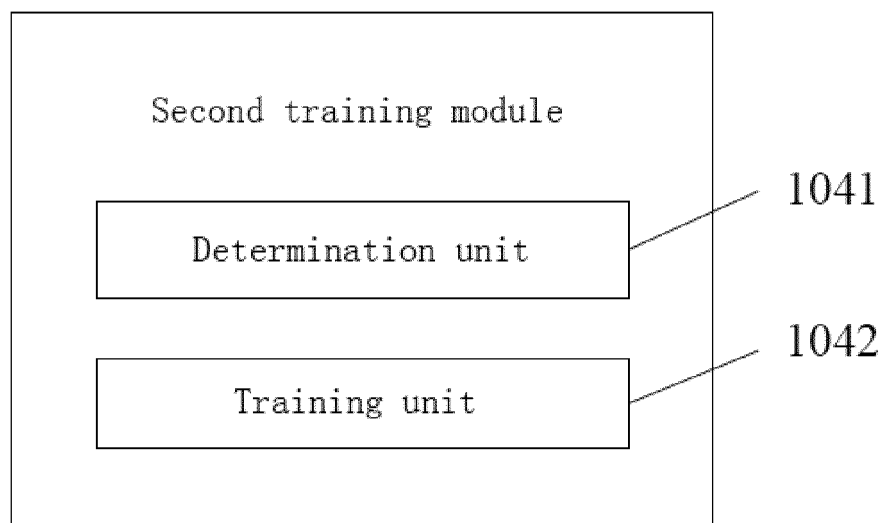 Second training module
1041
Determination unit
1042
Training unit